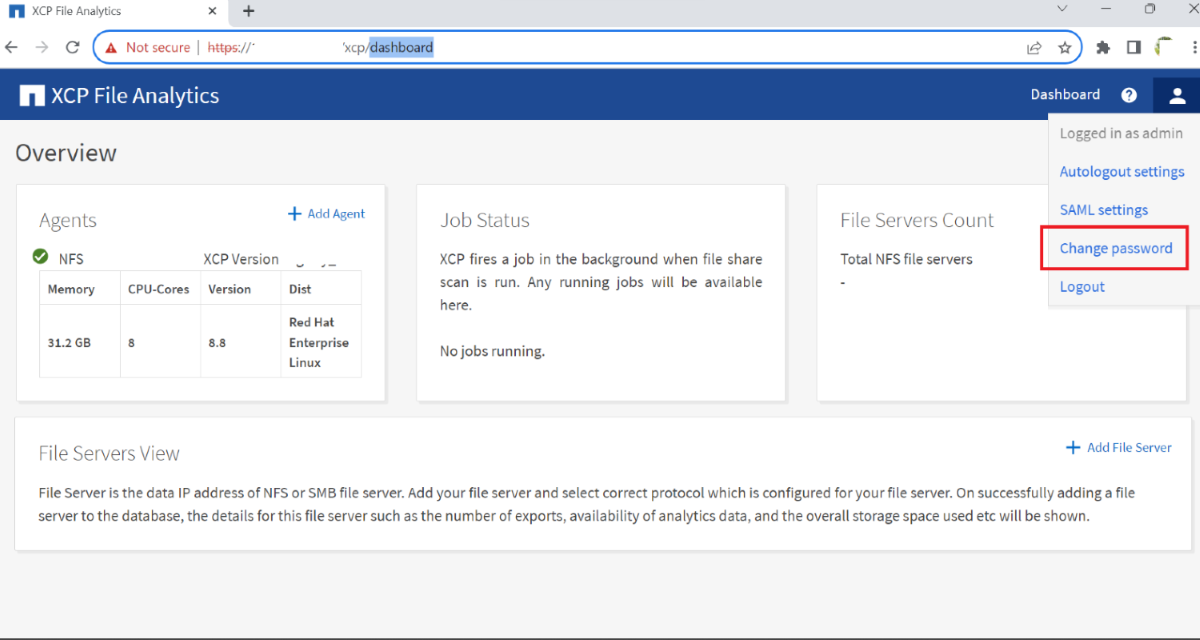 XCP File Analytics
Not secure | https://
xcp/dashboard
XCP File Analytics
Dashboard
Logged in as admin
Autologout settings
SAML settings
Change password
Logout
Overview
Agents
+ Add Agent
NFS
XCP Version
Memory CPU-Cores Version Dist
31.2 GB 8 8.8 Red Hat
Enterprise
Linux
Job Status
XCP fires a job in the background when file share
scan is run. Any running jobs will be available
here.
No jobs running.
File Servers Count
Total NFS file servers
-
File Servers View
+ Add File Server
File Server is the data IP address of NFS or SMB file server. Add your file server and select correct protocol which is configured for your file server. On successfully adding a file
server to the database, the details for this file server such as the number of exports, availability of analytics data, and the overall storage space used etc will be shown.